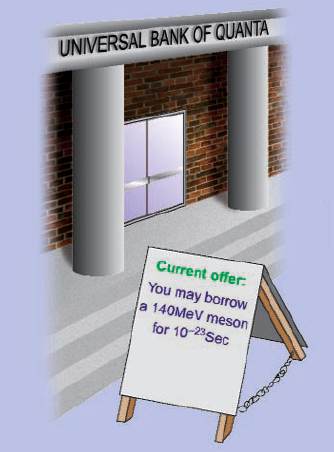 UNIVERSAL BANK OF QUANTA
Current offer:
You may borrow
a 140MeV meson
for 10⁻²³Sec